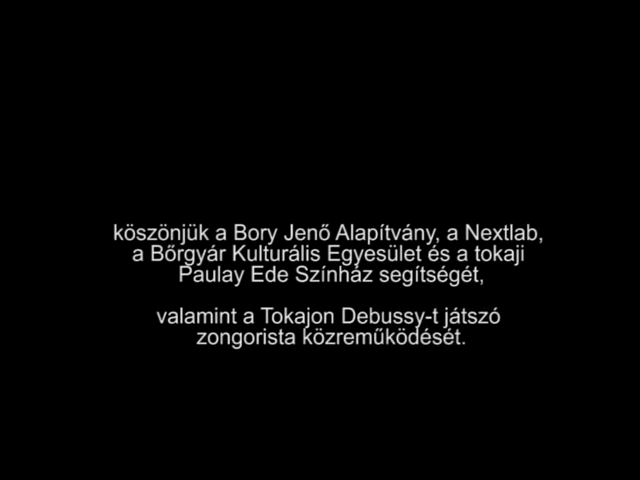 köszönjük a Bory Jenő Alapítvány, a Nextlab,
a Bőrgyár Kulturális Egyesület és a tokaji
Paulay Ede Színház segítségét,
valamint a Tokajon Debussy-t játszó
zongorista közreműködését.